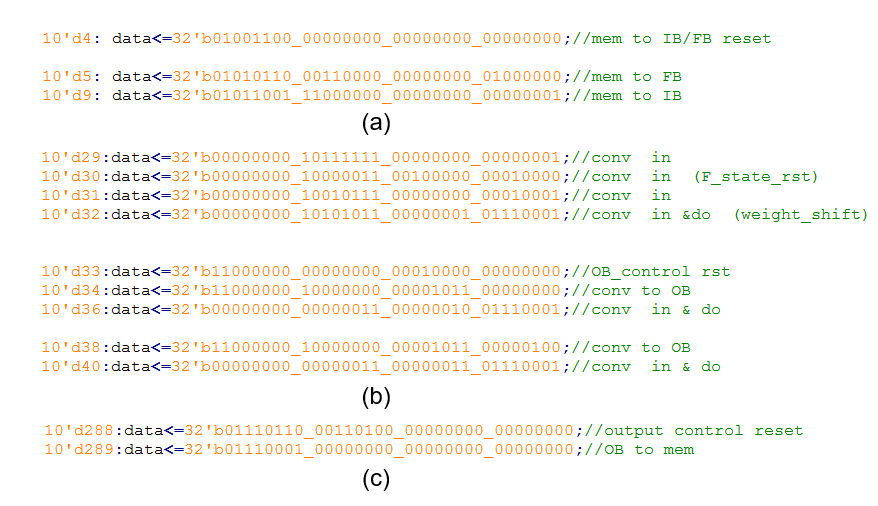 10'd4: data<=32'b01001100_00000000_00000000_00000000;//mem to IB/FB reset
10'd5: data<=32'b01010110_00110000_00000000_01000000;//mem to FB
10'd9: data<=32'b01011001_11000000_00000000_00000001;//mem to IB
(a)
10'd29:data<=32'b00000000_10111111_00000000_00000001;//conv in
10'd30:data<=32'b00000000_10000011_00100000_00010000;//conv in (F_state_rst)
10'd31:data<=32'b00000000_10010111_00000000_00010001;//conv in
10'd32:data<=32'b00000000_10101011_00000001_01110001;//conv in &do (weight_shift)
10'd33:data<=32'b11000000_00000000_00010000_00000000;//OB_control rst
10'd34:data<=32'b11000000_10000000_00001011_00000000;//conv to OB
10'd36:data<=32'b00000000_00000011_00000010_01110001;//conv in & do
10'd38:data<=32'b11000000_10000000_00001011_00000100;//conv to OB
10'd40:data<=32'b00000000_00000011_00000011_01110001;//conv in & do
(b)
10'd288:data<=32'b01110110_00110100_00000000_00000000;//output control reset
10'd289:data<=32'b01110001_00000000_00000000_00000000;//OB to mem
(c)